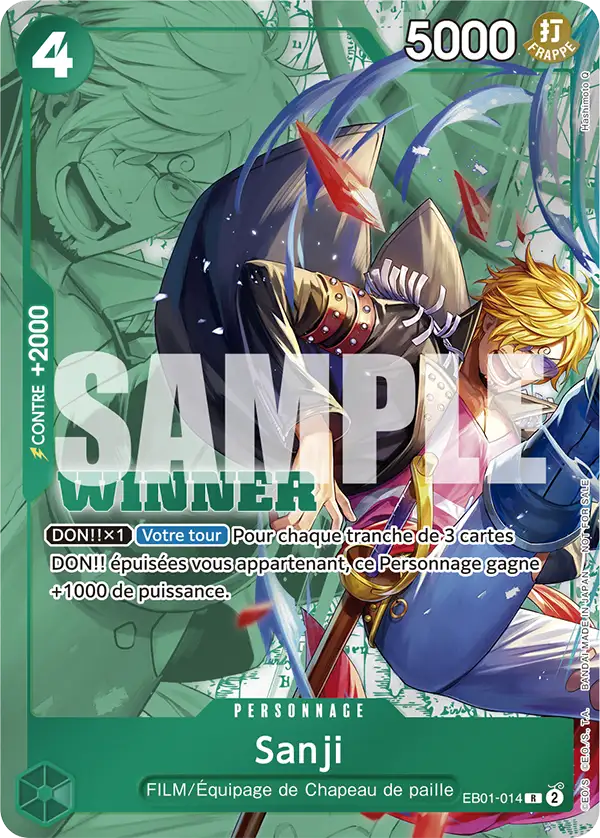 4
5000
打
FRAPPE
Hashimoto Q
CONTRE +2000
SAMPLE
WINNER
DON!!×1 Votre tour Pour chaque tranche de 3 cartes
DON!! épuisées vous appartenant, ce Personnage gagne
+1000 de puissance.
PERSONNAGE
Sanji
FILM/Équipage de Chapeau de paille
EB01-014 R 2
©E.O/S. ©E.O./S., T.A. BANDAI MADE IN JAPAN NOT FOR SALE